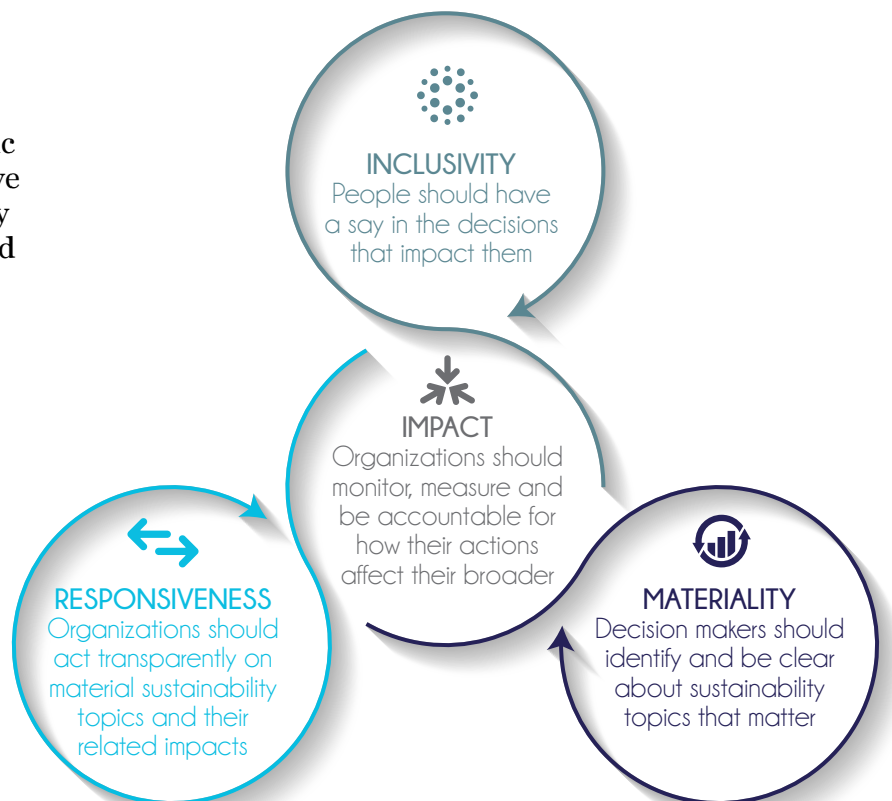 ic
ve
y
d
INCLUSIVITY
People should have
a say in the decisions
that impact them
IMPACT
Organizations should
monitor, measure and
be accountable for
how their actions
affect their broader
RESPONSIVENESS
Organizations should
act transparently on
material sustainability
topics and their
related impacts
MATERIALITY
Decision makers should
identify and be clear
about sustainability
topics that matter